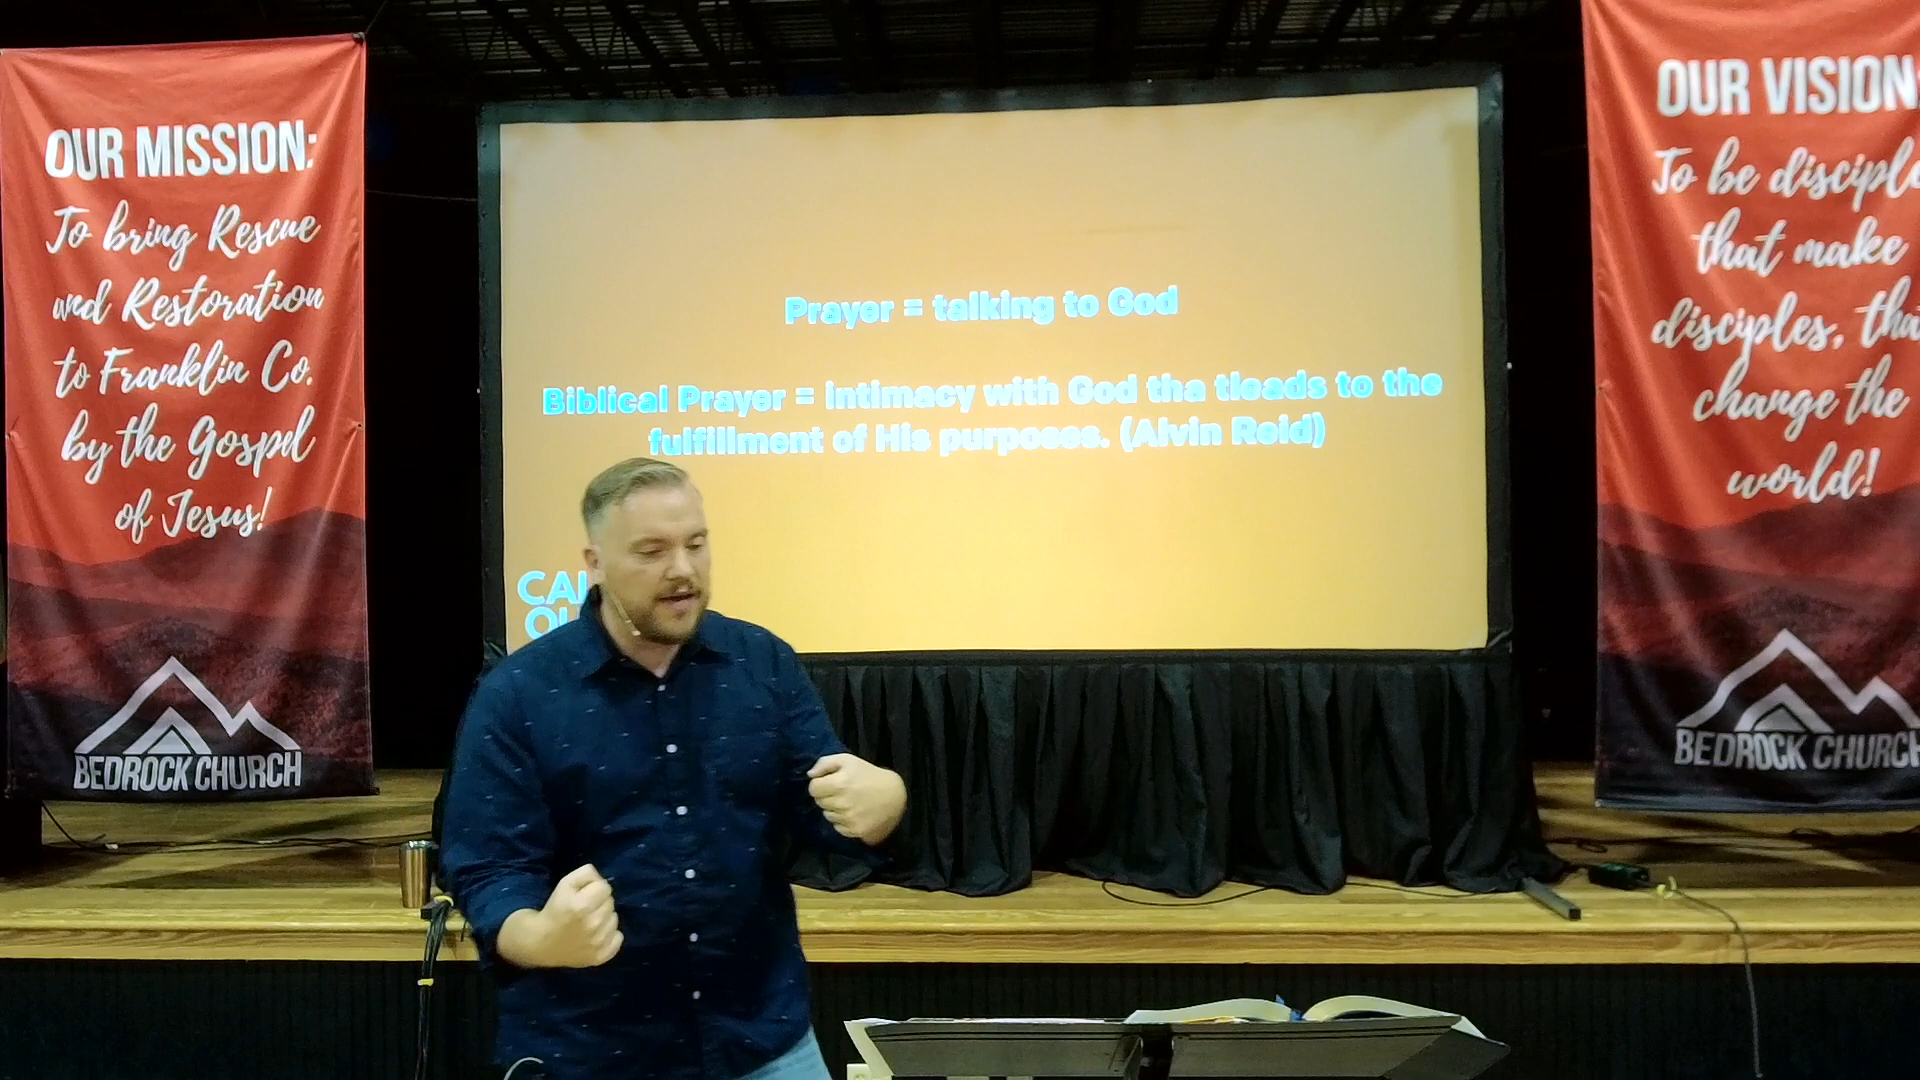 OUR MISSION:
To bring Rescue
and Restoration
to Franklin Co.
by the Gospel
of Jesus!
BEDROCK CHURCH
Prayer = talking to God
Biblical Prayer = intimacy with God tha tleads to the
fulfillment of His purposes. (Alvin Reid)
OUR VISION:
To be disciple
that make
disciples, tha
change the
world!
BEDROCK CHURCH